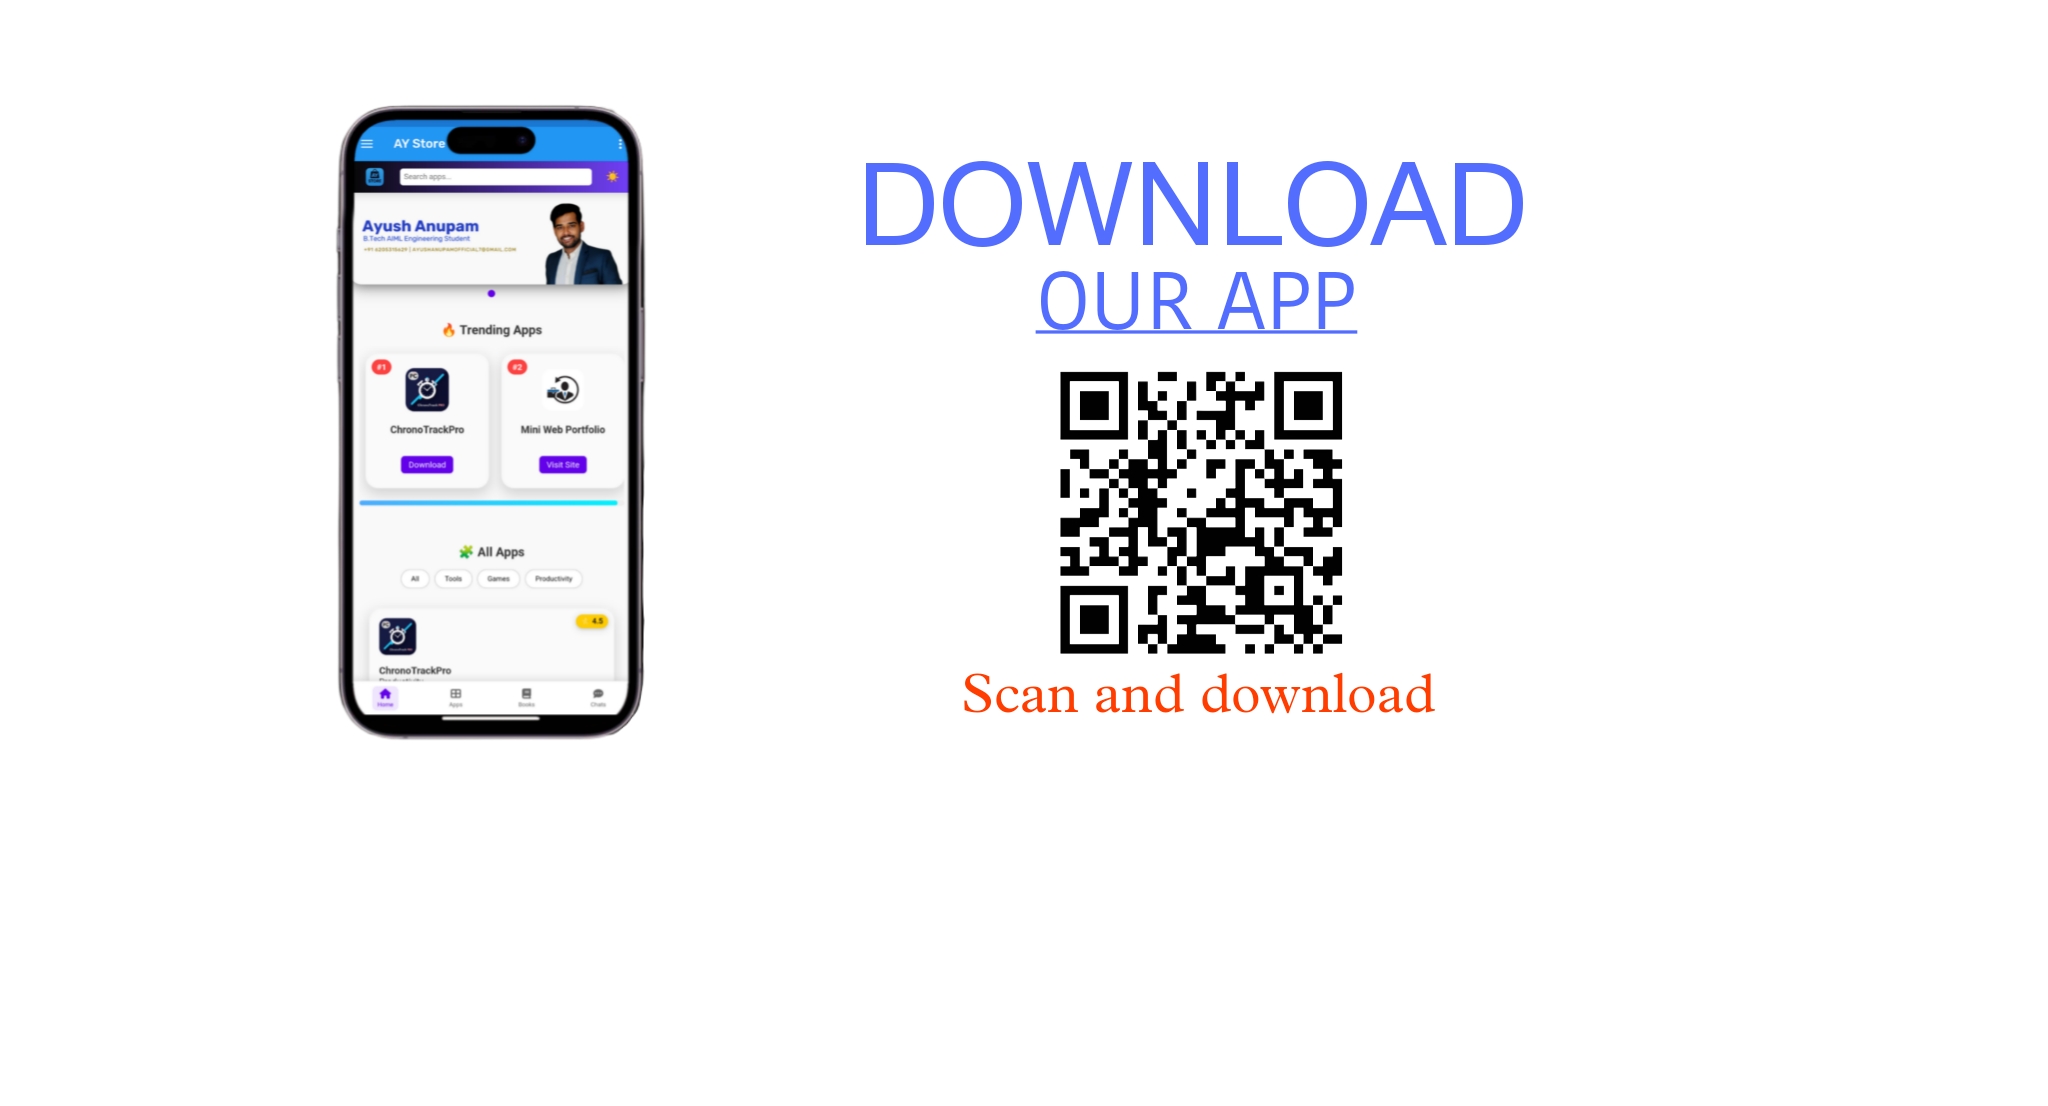 AY Store
Search apps...
Ayush Anupam
B.Tech AIML Engineering Student
🔥 Trending Apps
#1
#2
ChronoTrackPro
Mini Web Portfolio
Download
Visit Site
🧩 All Apps
All
Tools
Games
Productivity
4.5
ChronoTrackPro
Home
Apps
Books
Chats
DOWNLOAD
OUR APP
Scan and download